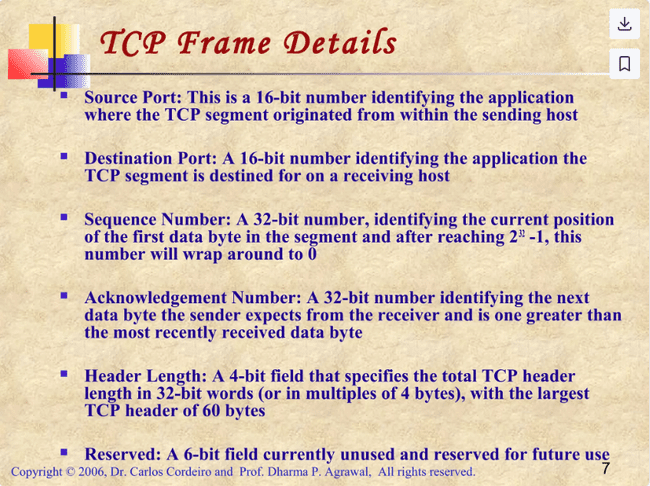 TCP Frame Details
Source Port: This is a 16-bit number identifying the application
where the TCP segment originated from within the sending host
Destination Port: A 16-bit number identifying the application the
TCP segment is destined for on a receiving host
Sequence Number: A 32-bit number, identifying the current position
of the first data byte in the segment and after reaching 2³² -1, this
number will wrap around to 0
Acknowledgement Number: A 32-bit number identifying the next
data byte the sender expects from the receiver and is one greater than
the most recently received data byte
Header Length: A 4-bit field that specifies the total TCP header
length in 32-bit words (or in multiples of 4 bytes), with the largest
TCP header of 60 bytes
Reserved: A 6-bit field currently unused and reserved for future use
Copyright © 2006, Dr. Carlos Cordeiro and Prof. Dharma P. Agrawal, All rights reserved. 7